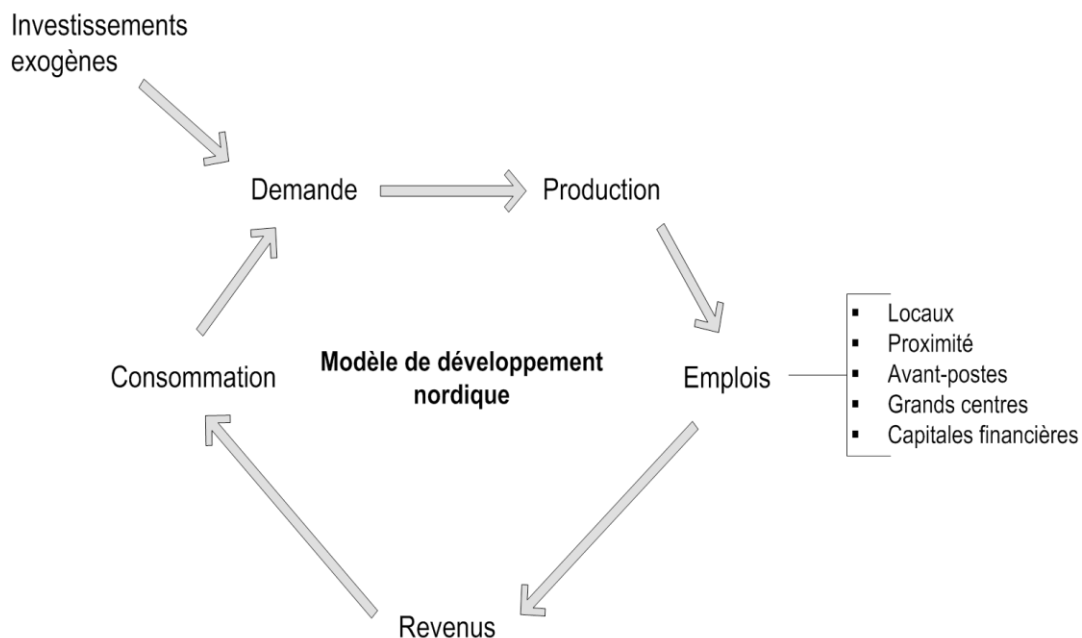 Investissements
exogènes
Demande
Production
Consommation
Modèle de développement
nordique
Emplois
▪ Locaux
▪ Proximité
▪ Avant-postes
▪ Grands centres
▪ Capitales financières
Revenus